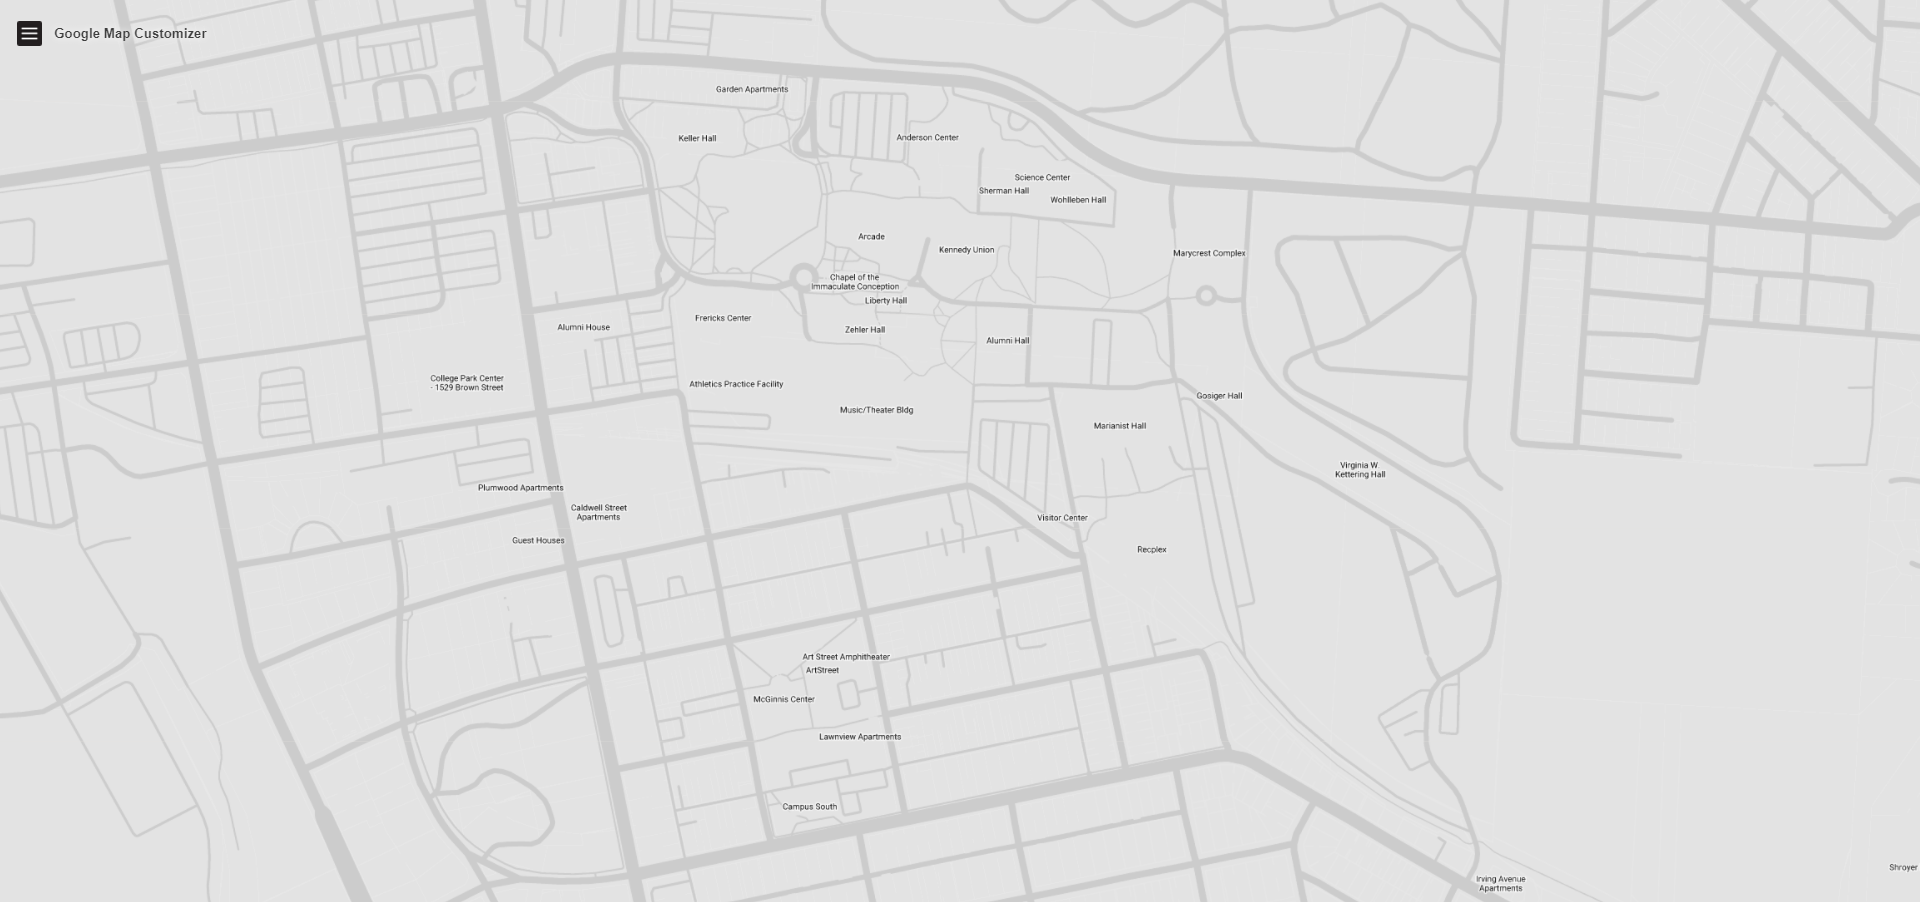 Google Map Customizer
Garden Apartments
Keller Hall
Anderson Center
Science Center
Sherman Hall
Wohlleben Hall
Arcade
Kennedy Union
Marycrest Complex
Chapel of the
Immaculate Conception
Liberty Hall
Frericks Center
Alumni House
Zehler Hall
Alumni Hall
College Park Center
- 1529 Brown Street
Athletics Practice Facility
Gosiger Hall
Music/Theater Bldg
Marianist Hall
Virginia W
Kettering Hall
Plumwood Apartments
Caldwell Street
Apartments
Visitor Center
Guest Houses
Recplex
Art Street Amphitheater
ArtStreet
McGinnis Center
Lawnview Apartments
Campus South
Shroyer
Irving Avenue
Apartments